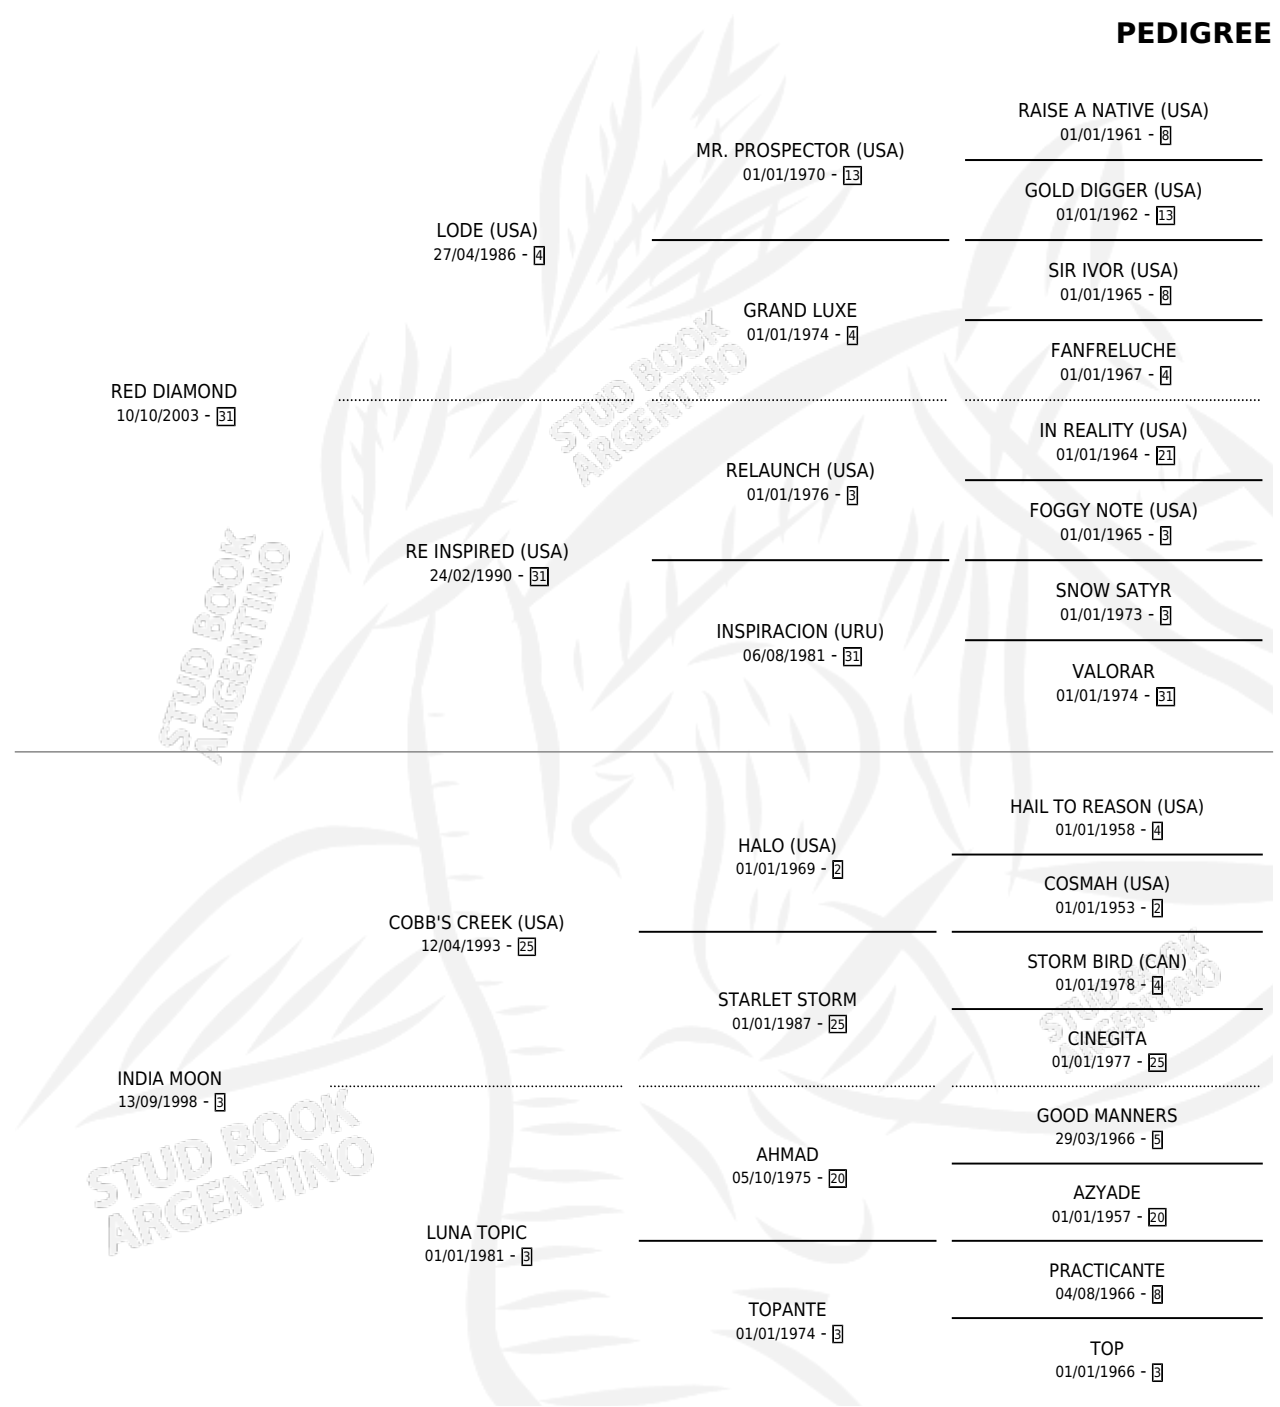 PEDIGREE
RAISE A NATIVE (USA)
01/01/1961 - 8
MR. PROSPECTOR (USA)
01/01/1970 - 13
GOLD DIGGER (USA)
01/01/1962 - 13
LODE (USA)
27/04/1986 - 4
SIR IVOR (USA)
01/01/1965 - 8
GRAND LUXE
01/01/1974 - 4
FANFRELUCHE
01/01/1967 - 4
RED DIAMOND
10/10/2003 - 31
IN REALITY (USA)
01/01/1964 - 21
RELAUNCH (USA)
01/01/1976 - 3
FOGGY NOTE (USA)
01/01/1965 - 3
RE INSPIRED (USA)
24/02/1990 - 31
SNOW SATYR
01/01/1973 - 3
INSPIRACION (URU)
06/08/1981 - 31
VALORAR
01/01/1974 - 31
HAIL TO REASON (USA)
01/01/1958 - 4
HALO (USA)
01/01/1969 - 2
COSMAH (USA)
01/01/1953 - 2
COBB'S CREEK (USA)
12/04/1993 - 25
STORM BIRD (CAN)
01/01/1978 - 4
STARLET STORM
01/01/1987 - 25
CINEGITA
01/01/1977 - 25
INDIA MOON
13/09/1998 - 3
GOOD MANNERS
29/03/1966 - 5
AHMAD
05/10/1975 - 20
AZYADE
01/01/1957 - 20
LUNA TOPIC
01/01/1981 - 3
PRACTICANTE
04/08/1966 - 8
TOPANTE
01/01/1974 - 3
TOP
01/01/1966 - 3
STUD BOOK
ARGENTINO
STUD BOOK
ARGENTINO
STUD BOOK
ARGENTINO
STUD BOOK
ARGENTINO